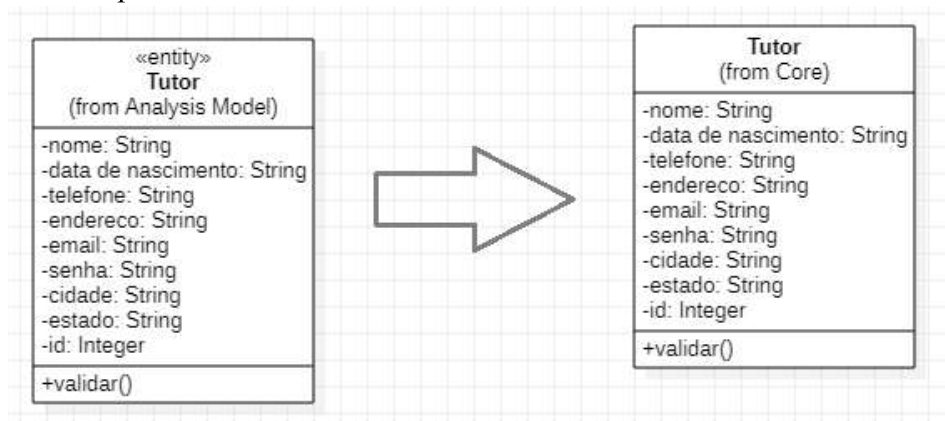 «entity»
Tutor
(from Analysis Model)
-nome: String
-data de nascimento: String
-telefone: String
-endereco: String
-email: String
-senha: String
-cidade: String
-estado: String
-id: Integer
+validar()
Tutor
(from Core)
-nome: String
-data de nascimento: String
-telefone: String
-endereco: String
-email: String
-senha: String
-cidade: String
-estado: String
-id: Integer
+validar()